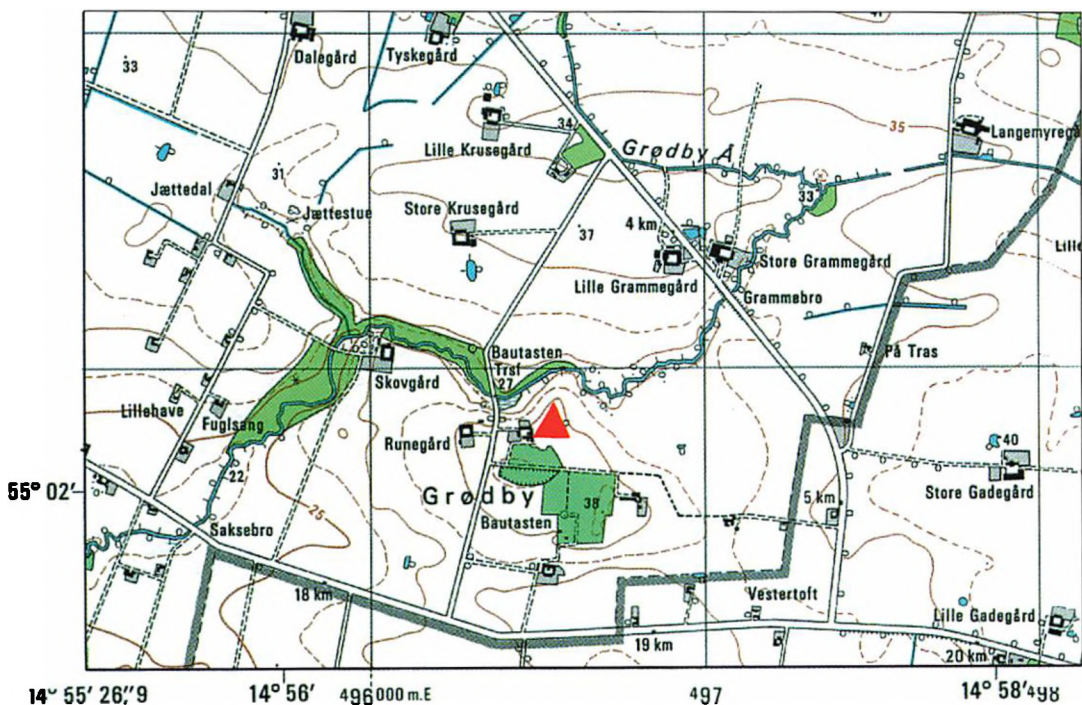 41
Dalegård
Tyskegård
33
34
35
Langemyregå
Lille Krusegård
Grødby Å
31
Jættedal
Jættestue
Store Krusegård
33
37
4 km
Lille
Store Grammegård
Lille Grammegård
Grammebro
Bautasten
På Tras
Trsf
27
Skovgård
Lillehave
Fuglsang
Runegård
40
22
55° 02'
Grødby
5 km
Store Gadegård
25
38
Bautasten
Saksebro
18 km
Vestertoft
Lille Gadegård
19 km
20 km
14° 55' 26,'9
14° 56'
496000 m.E
497
14° 58' 498